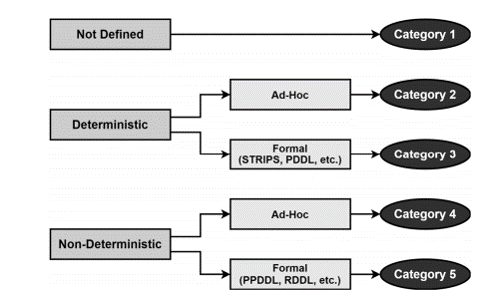 Not Defined
Category 1
Ad-Hoc
Category 2
Deterministic
Formal
(STRIPS, PDDL, etc.)
Category 3
Ad-Hoc
Category 4
Non-Deterministic
Formal
(PPDDL, RDDL, etc.)
Category 5